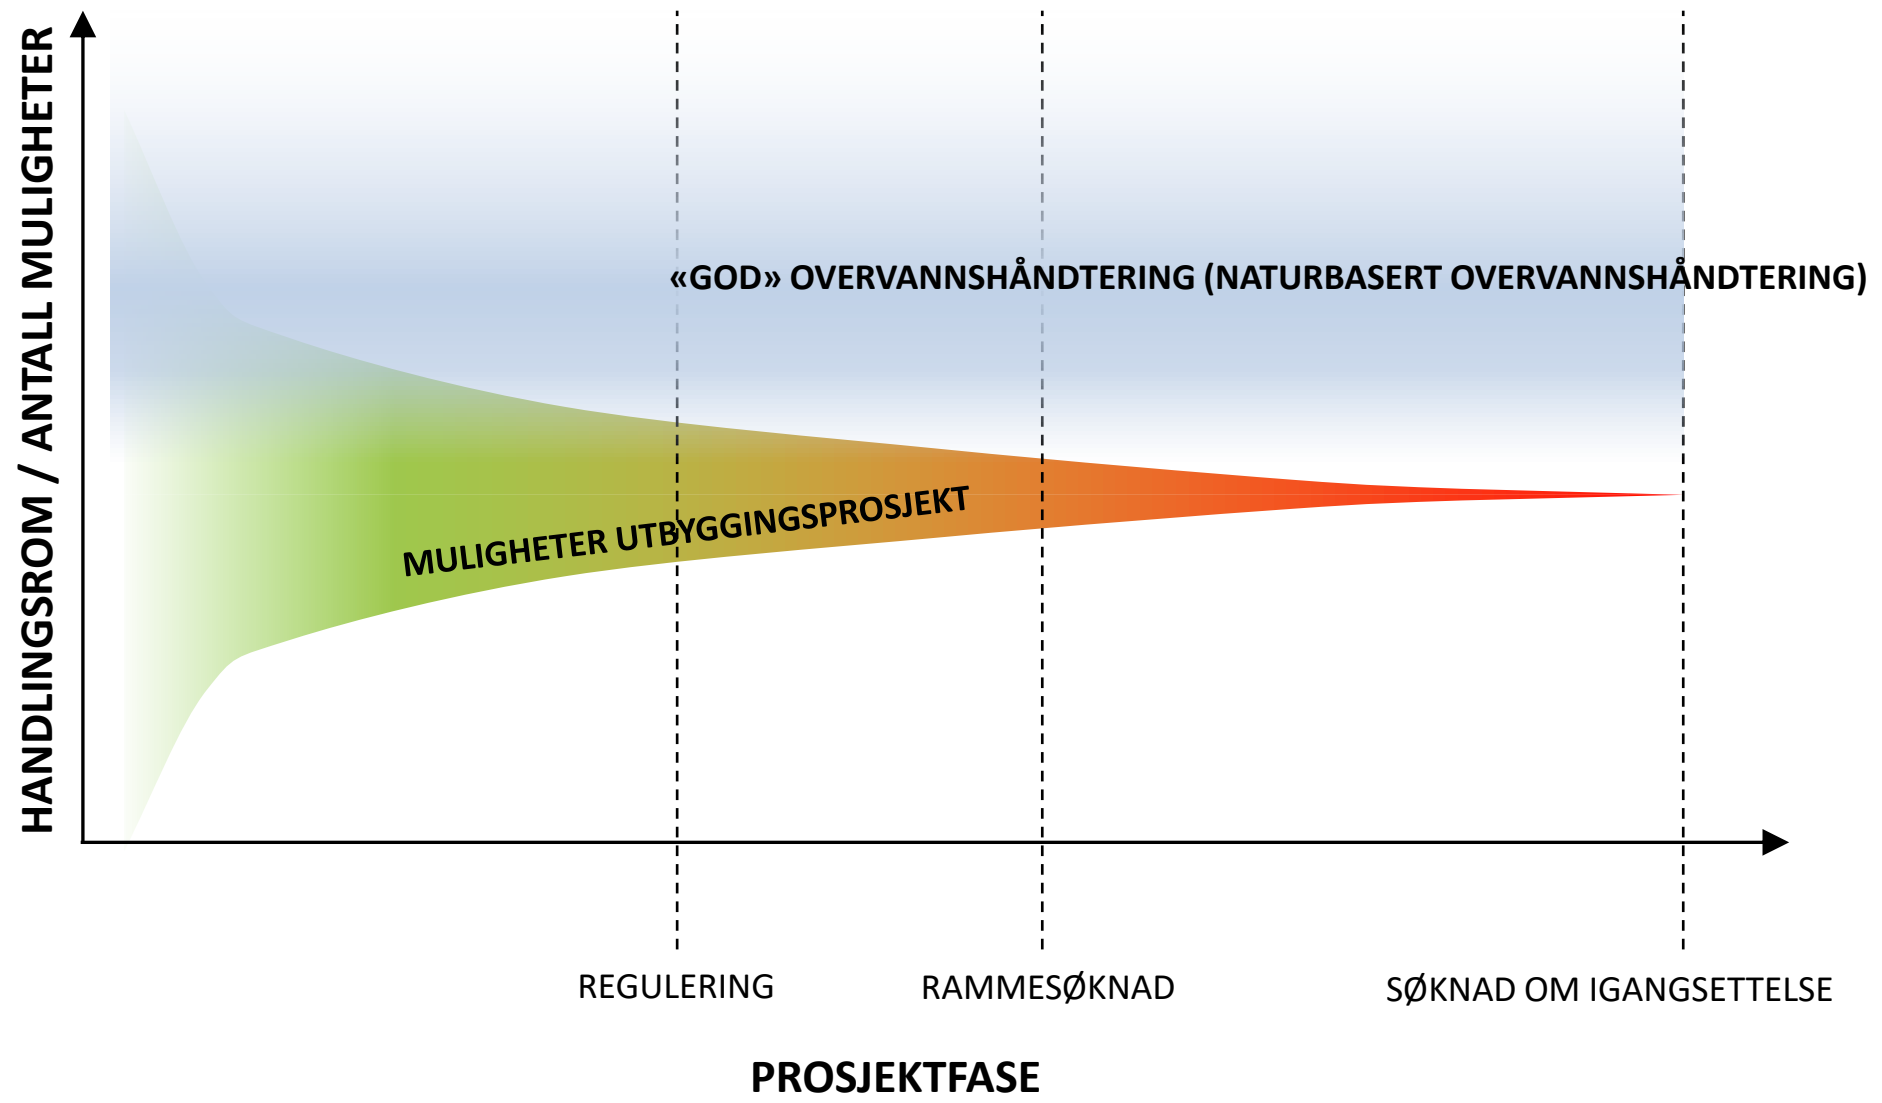 HANDLINGSROM / ANTALL MULIGHETER
«GOD» OVERVANNSHÅNDTERING (NATURBASERT OVERVANNSHÅNDTERING)
MULIGHETER UTBYGGINGSPROSJEKT
REGULERING
RAMMESØKNAD
SØKNAD OM IGANGSETTELSE
PROSJEKTFASE